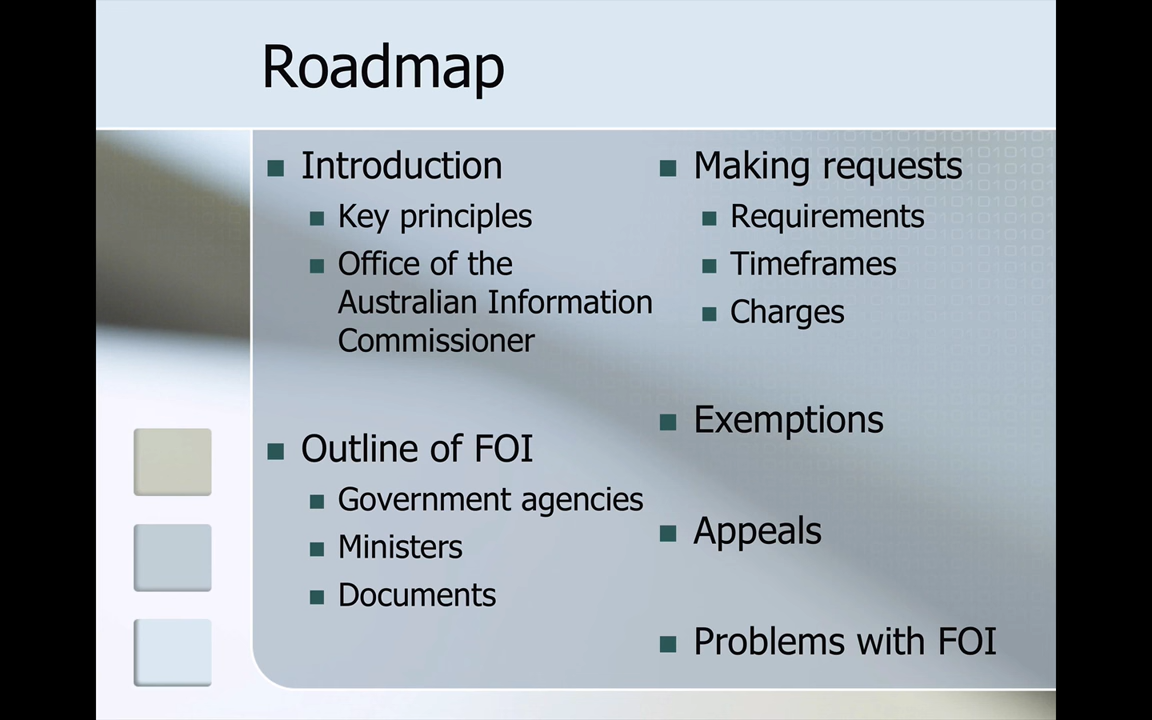 Roadmap
Introduction
Key principles
Office of the
Australian Information
Commissioner
Outline of FOI
Government agencies
Ministers
Documents
Making requests
Requirements
Timeframes
Charges
Exemptions
Appeals
Problems with FOI